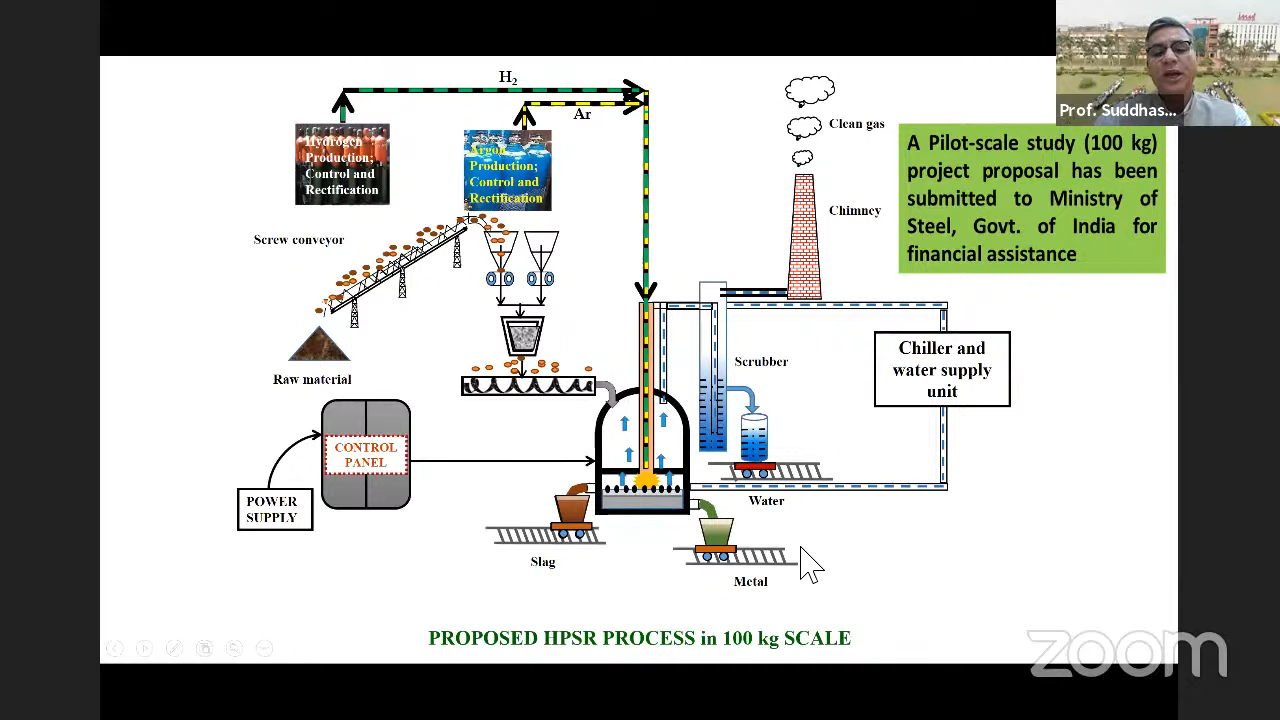 H2
Ar
Hydrogen
Production;
Control and
Rectification
Argon
Production;
Control and
Rectification
Clean gas
Prof. Suddhas...
A Pilot-scale study (100 kg)
project proposal has been
submitted to Ministry of
Steel, Govt. of India for
financial assistance
Chimney
Screw conveyor
Raw material
Scrubber
Chiller and
water supply
unit
CONTROL
PANEL
POWER
SUPPLY
Water
Slag
Metal
PROPOSED HPSR PROCESS in 100 kg SCALE
zoom